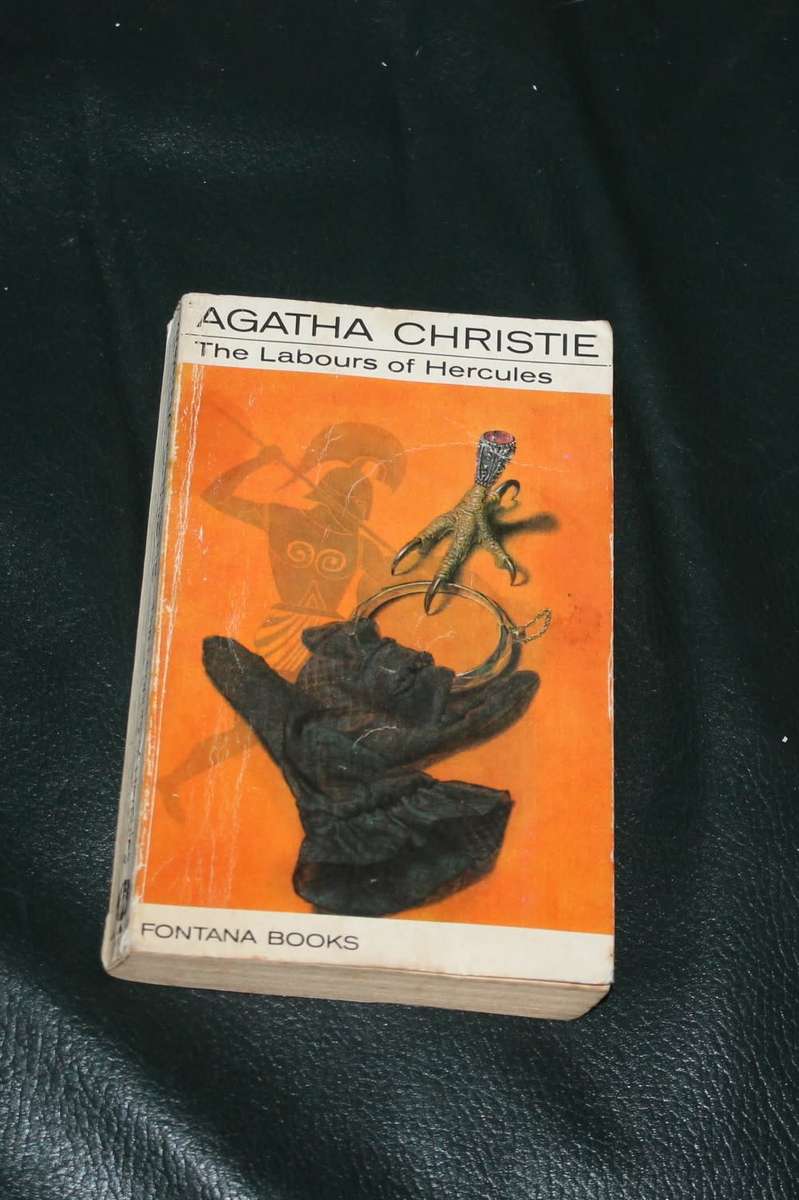 AGATHA CHRISTIE
The Labours of Hercules
FONTANA BOOKS